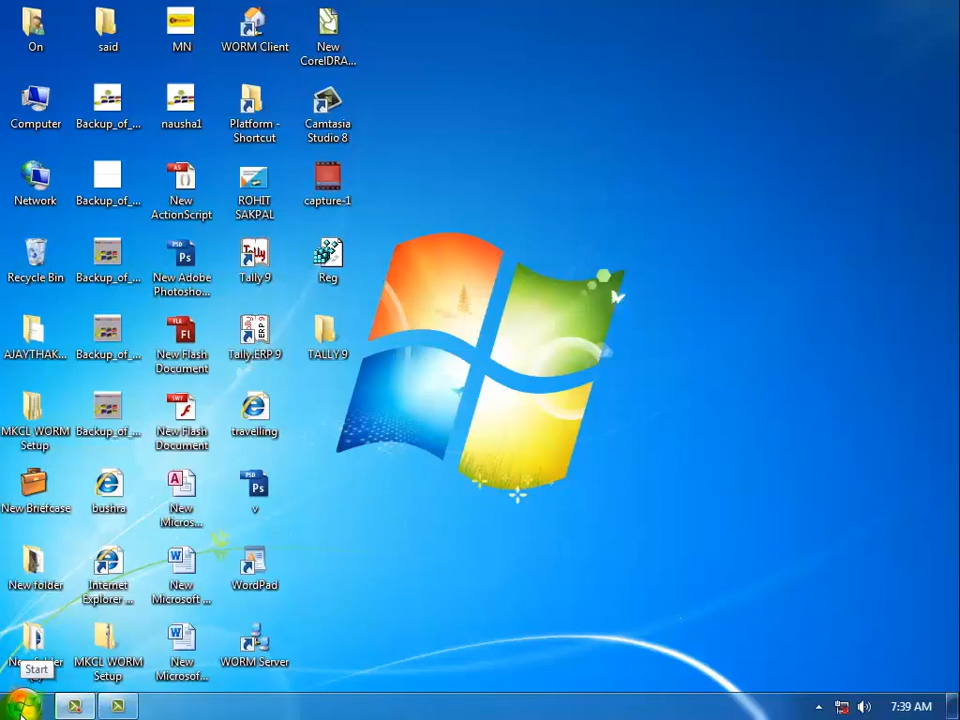 On
said
MN
WORM Client
New
CorelDRA...
Computer
Backup_of_...
nausha1
Platform -
Shortcut
Camtasia
Studio 8
Network
Backup_of_...
New
ActionScript
ROHIT
SAKPAL
capture-1
Recycle Bin
Backup_of_...
New Adobe
Photosho...
Tally 9
Reg
AJAYTHAK...
Backup_of_...
New Flash
Document
Tally.ERP 9
TALLY 9
MKCL WORM
Setup
Backup_of_...
New Flash
Document
travelling
New Briefcase
bushra
New
Micros...
v
New folder
Internet
Explorer ...
New
Microsoft ...
WordPad
MKCL WORM
Setup
New
Microsof...
WORM Server
Start
7:39 AM